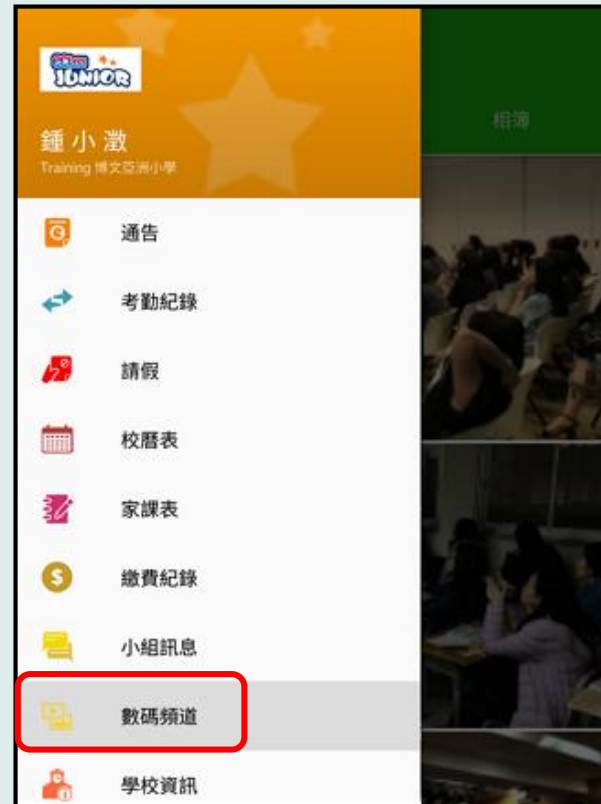 JUNIOR
鍾小澂
Training 博文亞洲小學
相簿
通告
考勤紀錄
請假
校曆表
家課表
繳費紀錄
小組訊息
數碼頻道
學校資訊